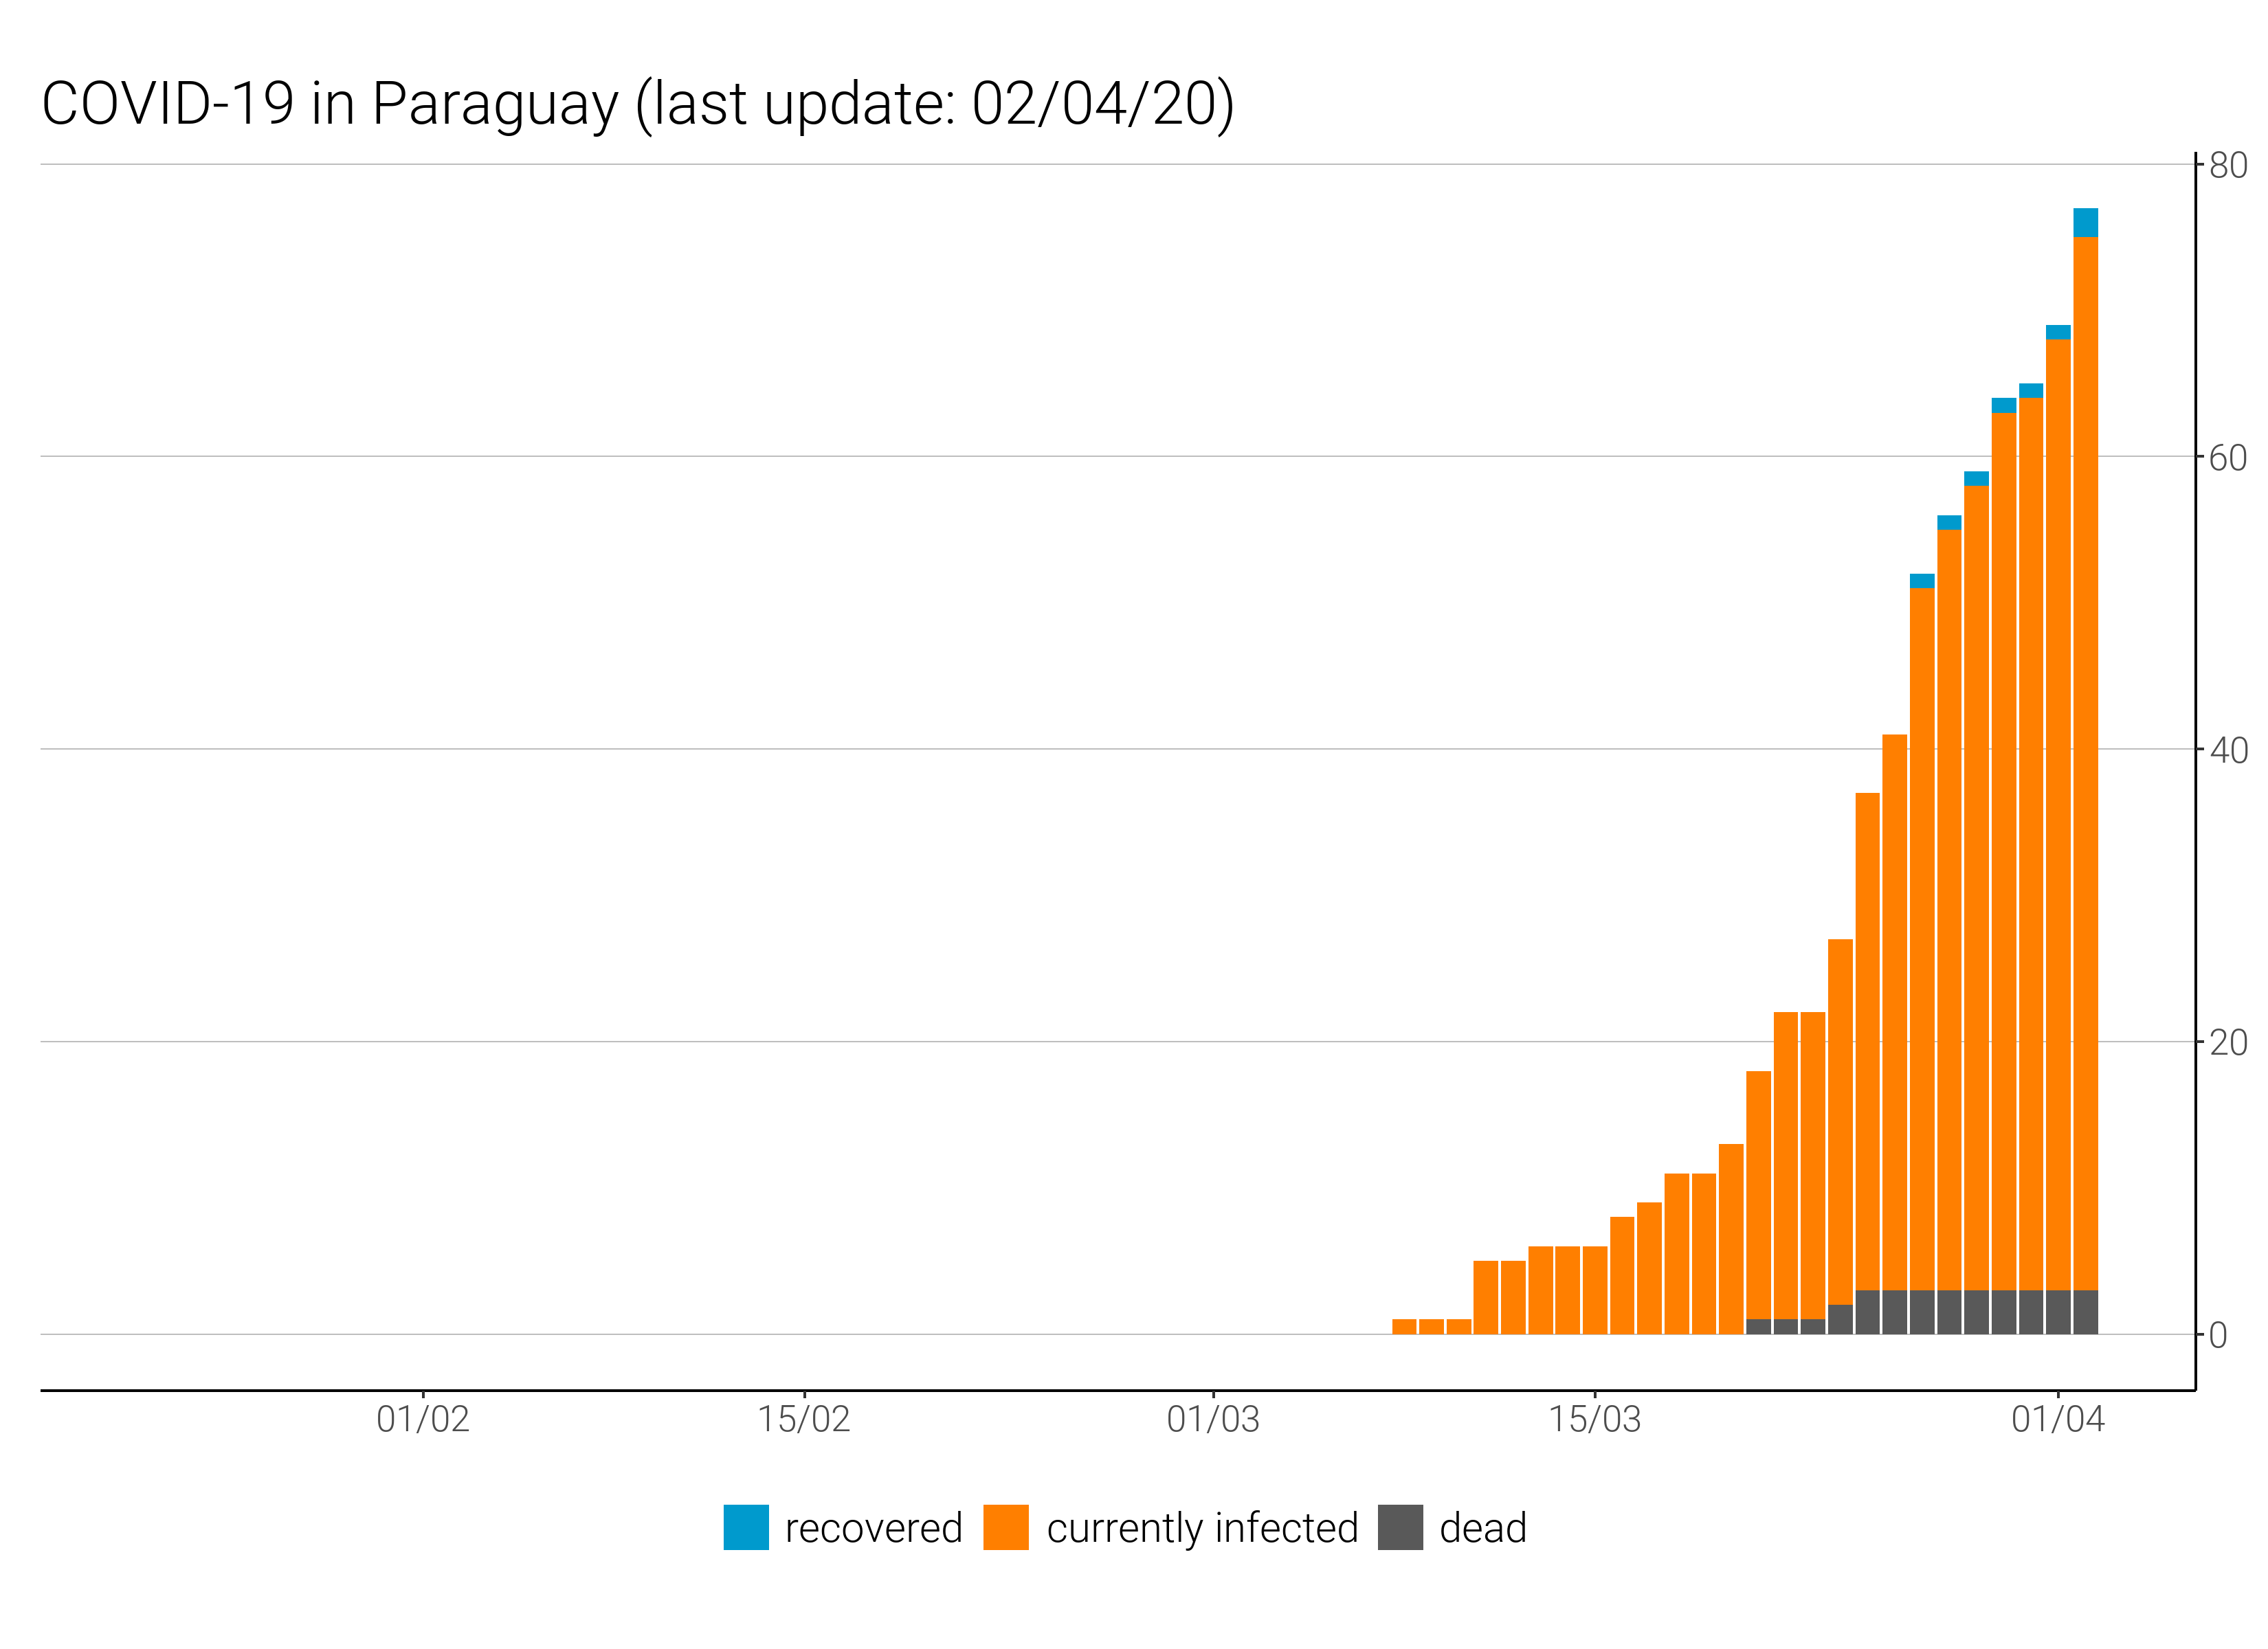 COVID-19 in Paraguay (last update: 02/04/20)
80
60
40
20
0
01/02 15/02 01/03 15/03 01/04
recovered currently infected dead